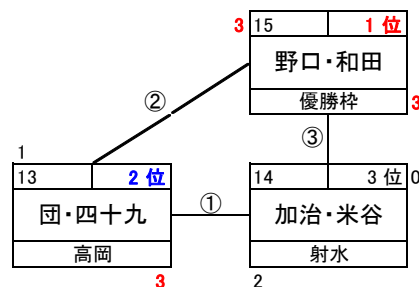 3 15 1 位
野口・和田
優勝枠 3
②
③
1
13 2 位
団・四十九
高岡
3
①
14 3 位 0
加治・米谷
射水
2